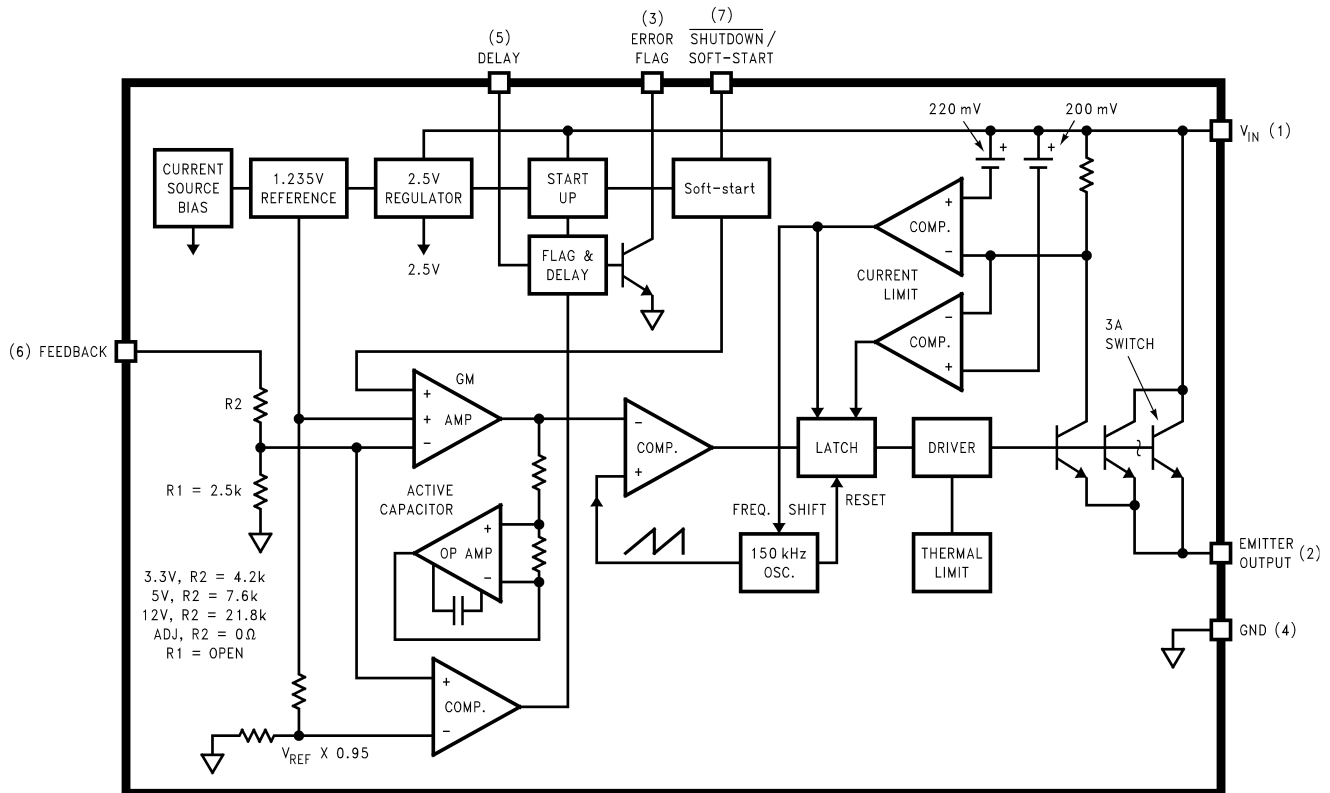 (5)
DELAY
(3)
ERROR
FLAG
(7)
SHUTDOWN /
SOFT-START
220 mV
200 mV
+
+
VIN (1)
CURRENT
SOURCE
BIAS
1.235V
REFERENCE
2.5V
REGULATOR
START
UP
Soft-start
2.5V
FLAG &
DELAY
+
COMP.
−
CURRENT
LIMIT
−
COMP.
+
3A
SWITCH
(6) FEEDBACK
R2
R1 = 2.5k
GM
+
+ AMP
−
−
COMP.
+
LATCH
DRIVER
RESET
FREQ. SHIFT
ACTIVE
CAPACITOR
+
OP AMP
−
150 kHz
OSC.
THERMAL
LIMIT
EMITTER
OUTPUT (2)
GND (4)
3.3V, R2 = 4.2k
5V, R2 = 7.6k
12V, R2 = 21.8k
ADJ, R2 = 0Ω
R1 = OPEN
+
COMP.
−
VREF X 0.95